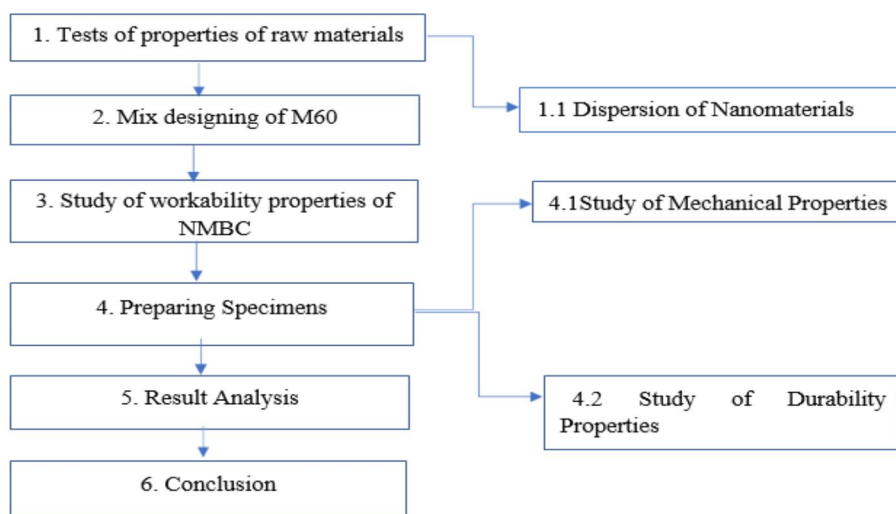 1. Tests of properties of raw materials
1.1 Dispersion of Nanomaterials
2. Mix designing of M60
3. Study of workability properties of
NMBC
4.1Study of Mechanical Properties
4. Preparing Specimens
5. Result Analysis
4.2 Study of Durability
Properties
6. Conclusion